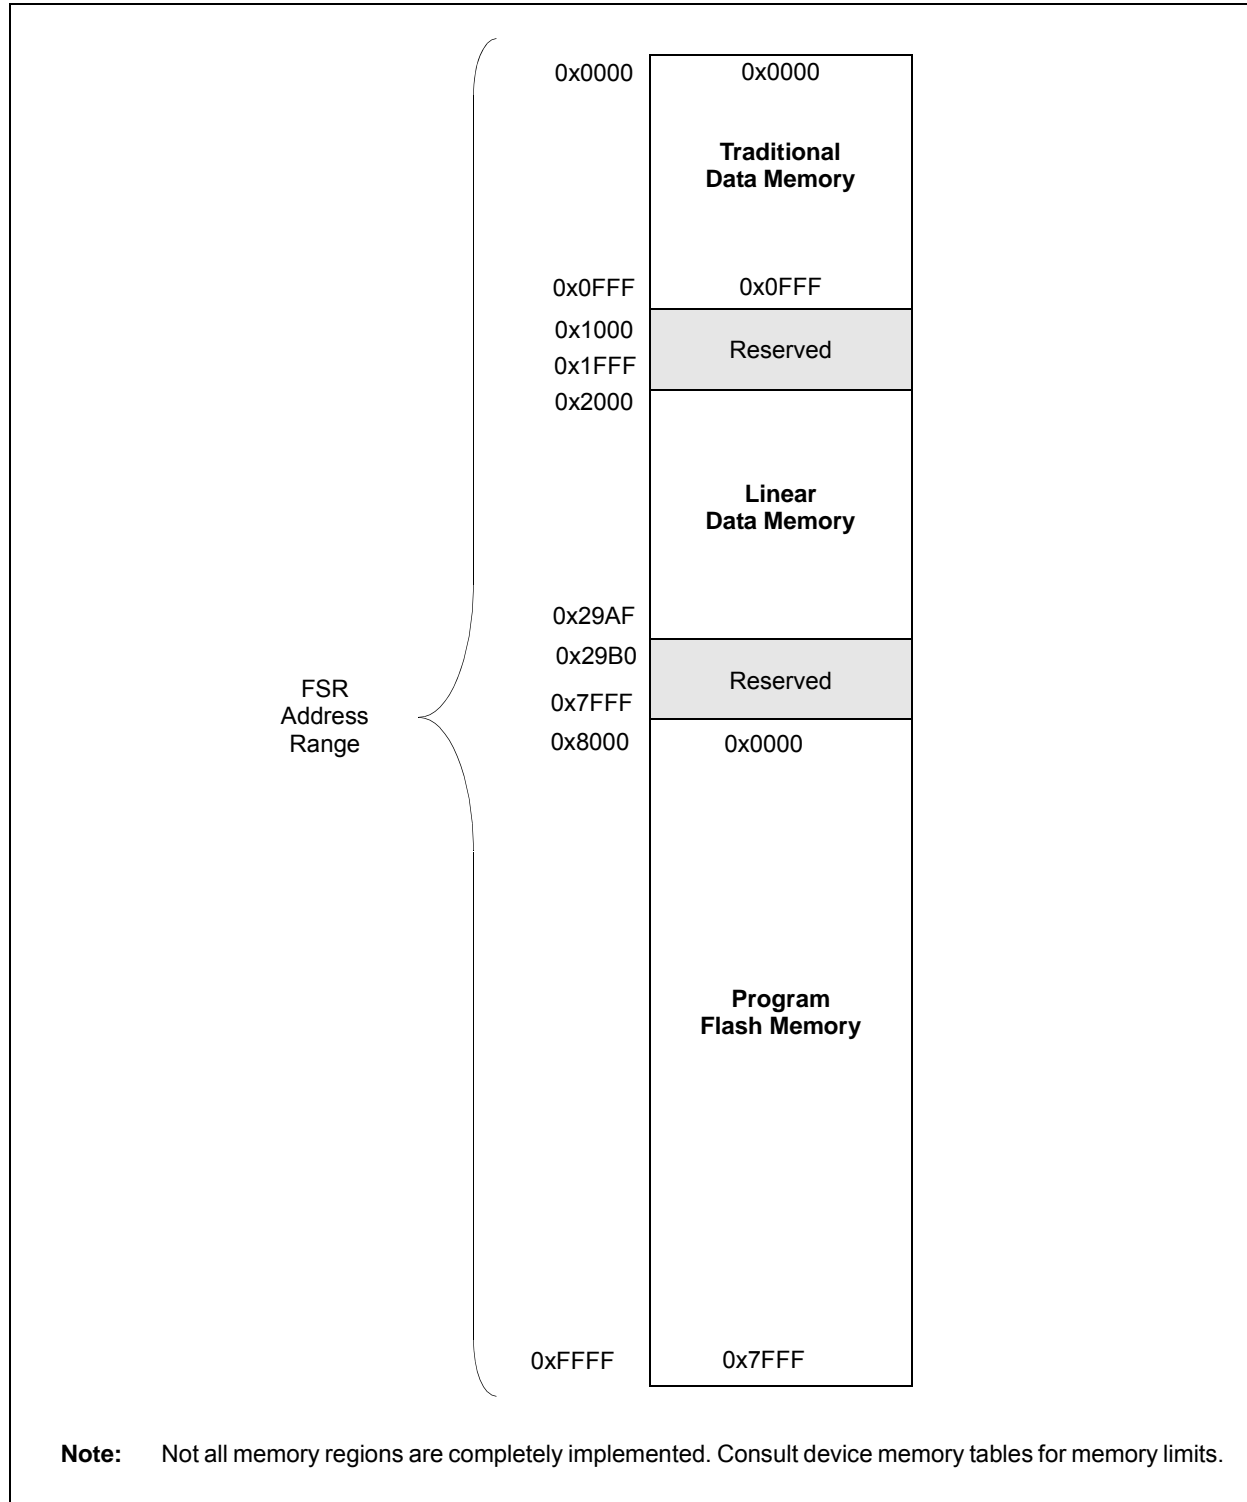 0x0000 0x0000
Traditional
Data Memory
0x0FFF 0x0FFF
0x1000
Reserved
0x1FFF
0x2000
Linear
Data Memory
0x29AF
0x29B0
Reserved
0x7FFF
FSR
Address
Range
0x8000 0x0000
Program
Flash Memory
0xFFFF 0x7FFF
Note: Not all memory regions are completely implemented. Consult device memory tables for memory limits.